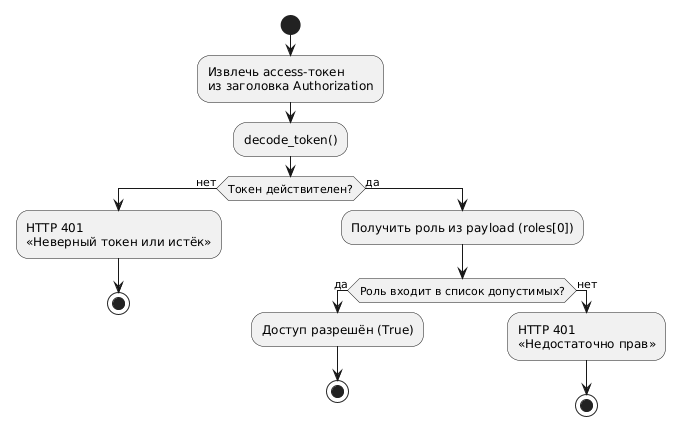 Извлечь access-токен
из заголовка Authorization
decode_token()
нет
Токен действителен?
да
HTTP 401
«Неверный токен или истёк»
Получить роль из payload (roles[0])
да
Роль входит в список допустимых?
нет
Доступ разрешён (True)
HTTP 401
«Недостаточно прав»